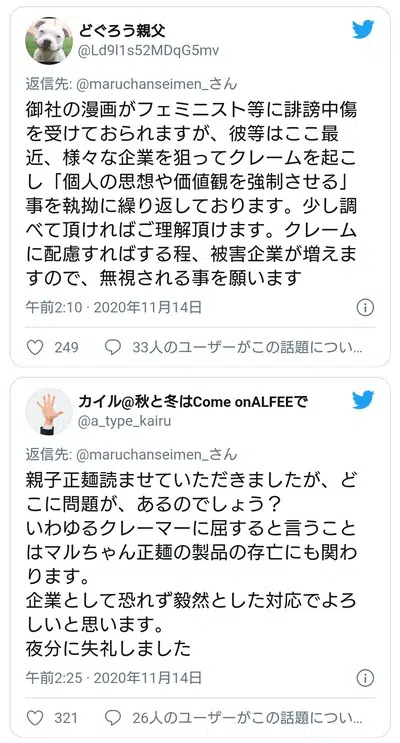 どぐろう親父
@Ld9l1s52MDqG5mv
返信先: @maruchanseimen_さん
御社の漫画がフェミニスト等に誹謗中傷
を受けておられますが、彼等はここ最
近、様々な企業を狙ってクレームを起こ
し「個人の思想や価値観を強制させる」
事を執拗に繰り返しております。少し調
べて頂ければご理解頂けます。クレーム
に配慮すればする程、被害企業が増えま
すので、無視される事を願います
午前2:10 · 2020年11月14日
249 33人のユーザーがこの話題につい...
カイル@秋と冬はCome onALFEEで
@a_type_kairu
返信先: @maruchanseimen_さん
親子正麺読ませていただきましたが、ど
こに問題が、あるのでしょう？
いわゆるクレーマーに屈すると言うこと
はマルちゃん正麺の製品の存亡にも関わ
ります。
企業として恐れず毅然とした対応でよろ
しいと思います。
夜分に失礼しました
午前2:25 · 2020年11月14日
321 26人のユーザーがこの話題につい...